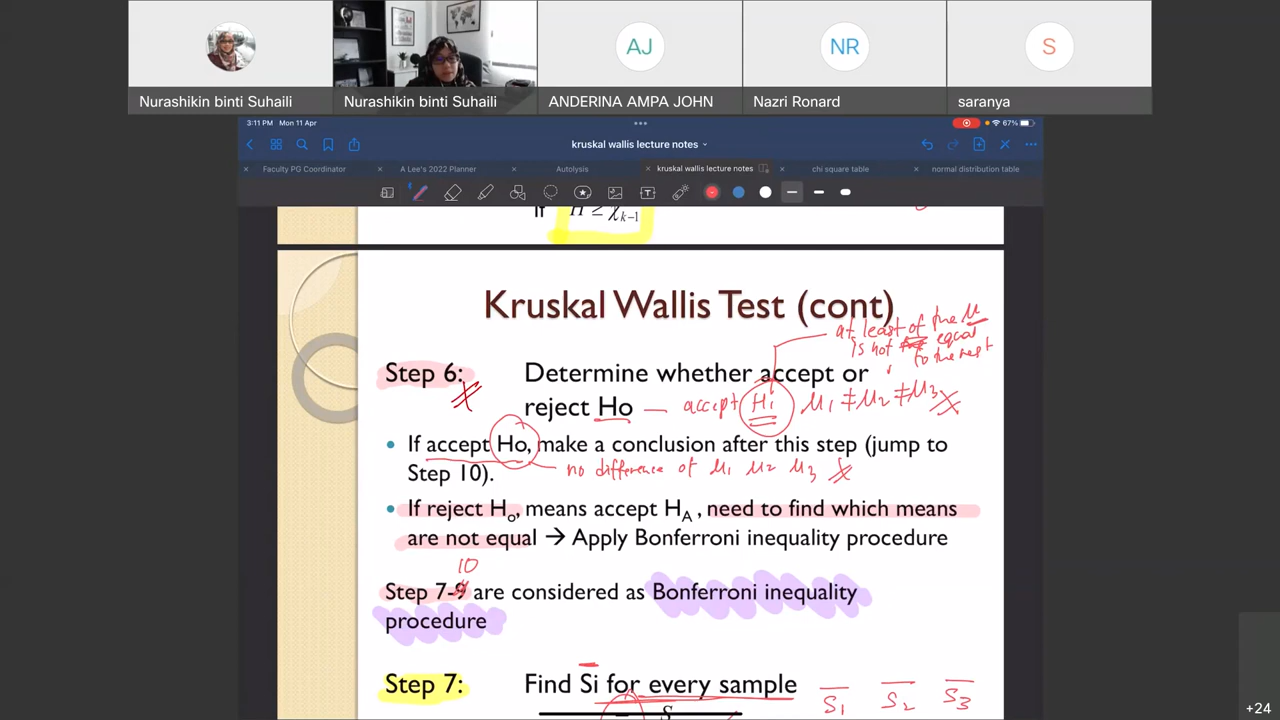 AJ
NR
S
Nurashikin binti Suhaili
Nurashikin binti Suhaili
ANDERINA AMPA JOHN
Nazri Ronard
saranya
3:11 PM Mon 11 Apr
67%
kruskal wallis lecture notes
Faculty PG Coordinator
A Lee's 2022 Planner
Autolysis
kruskal wallis lecture notes
chi square table
normal distribution table
If H ≥ χ k-1
Kruskal Wallis Test (cont)
at least of the μ
is not equal
to the rest
Step 6:
Determine whether accept or
reject Ho — accept H1 μ1 ≠ μ2 ≠ μ3
If accept Ho, make a conclusion after this step (jump to
Step 10).
no difference of μ1 μ2 μ3
If reject Ho, means accept HA , need to find which means
are not equal → Apply Bonferroni inequality procedure
10
Step 7-9 are considered as Bonferroni inequality
procedure
Step 7:
Find Si for every sample
S1 S2 S3
S
+24